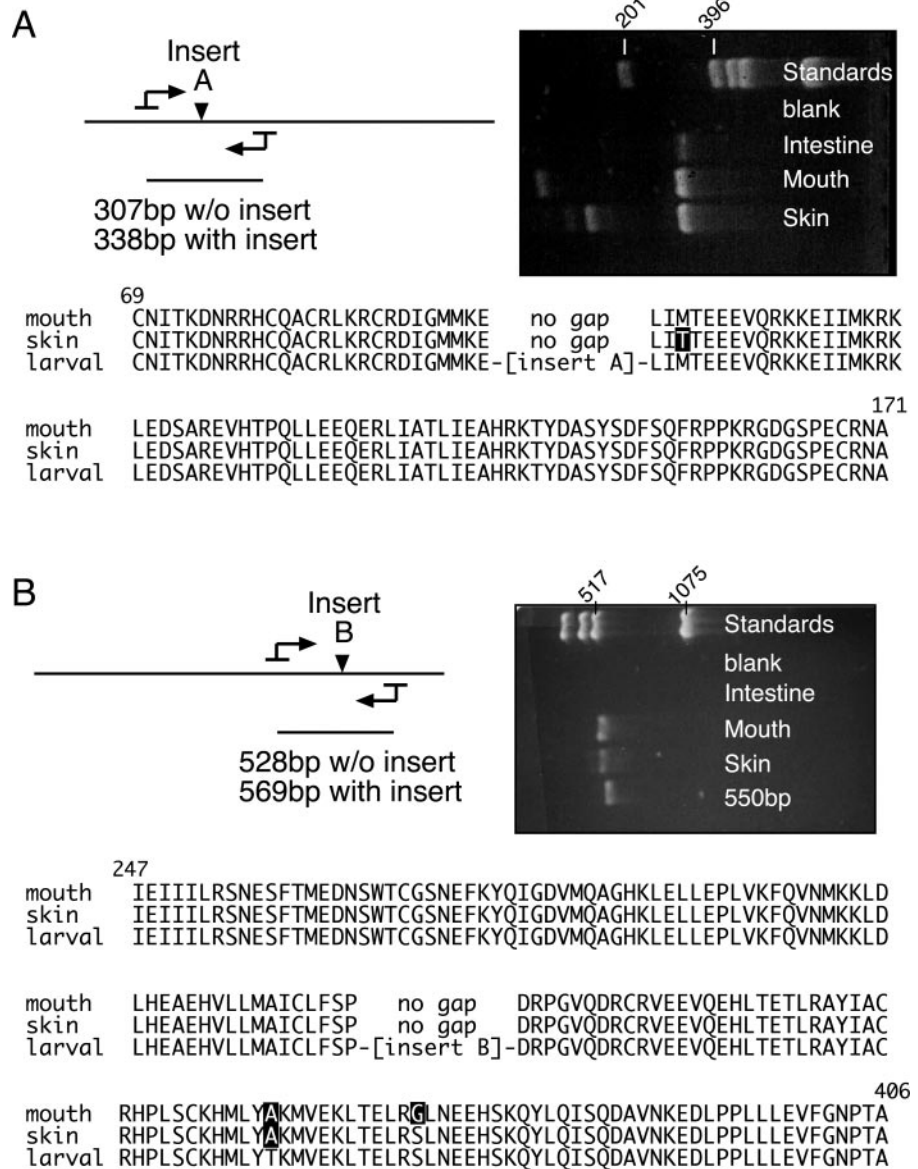 A
Insert
A
307bp w/o insert
338bp with insert
201
396
Standards
blank
Intestine
Mouth
Skin
69
mouth CNITKDNRRHCQACRLKRCRDIGMMKE no gap LIMTEEEVQRKKEIIMKRK
skin CNITKDNRRHCQACRLKRCRDIGMMKE no gap LITTEEEVQRKKEIIMKRK
larval CNITKDNRRHCQACRLKRCRDIGMMKE-[insert A]-LIMTEEEVQRKKEIIMKRK
171
mouth LEDSAREVHTPQLLEEQERLIATLIEAHRKTYDASYSDFSQFRPPKRGDGSPECRNA
skin LEDSAREVHTPQLLEEQERLIATLIEAHRKTYDASYSDFSQFRPPKRGDGSPECRNA
larval LEDSAREVHTPQLLEEQERLIATLIEAHRKTYDASYSDFSQFRPPKRGDGSPECRNA
B
Insert
B
528bp w/o insert
569bp with insert
517
1075
Standards
blank
Intestine
Mouth
Skin
550bp
247
mouth IEIIILRSNESFTMEDNSWTCGSNEFKYQIGDVMQAGHKLELLEPLVKFQVNMKKLD
skin IEIIILRSNESFTMEDNSWTCGSNEFKYQIGDVMQAGHKLELLEPLVKFQVNMKKLD
larval IEIIILRSNESFTMEDNSWTCGSNEFKYQIGDVMQAGHKLELLEPLVKFQVNMKKLD
mouth LHEAEHVLLMAICLFSP no gap DRPGVQDRCRVEEVQEHLTETLRAYIAC
skin LHEAEHVLLMAICLFSP no gap DRPGVQDRCRVEEVQEHLTETLRAYIAC
larval LHEAEHVLLMAICLFSP-[insert B]-DRPGVQDRCRVEEVQEHLTETLRAYIAC
406
mouth RHPLSCKHMLYAKMVEKLTELRGLNEEHSKQYLQISQDAVNKEDLPPLLLEVFGNPTA
skin RHPLSCKHMLYAKMVEKLTELRSLNEEHSKQYLQISQDAVNKEDLPPLLLEVFGNPTA
larval RHPLSCKHMLYTKMVEKLTELRSLNEEHSKQYLQISQDAVNKEDLPPLLLEVFGNPTA